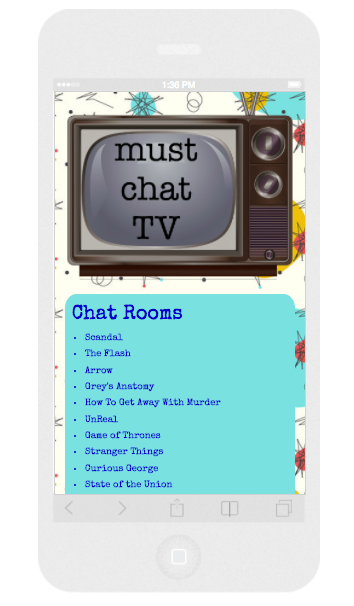 1:36 PM
must
chat
TV
Chat Rooms
Scandal
The Flash
Arrow
Grey's Anatomy
How To Get Away With Murder
UnReal
Game of Thrones
Stranger Things
Curious George
State of the Union